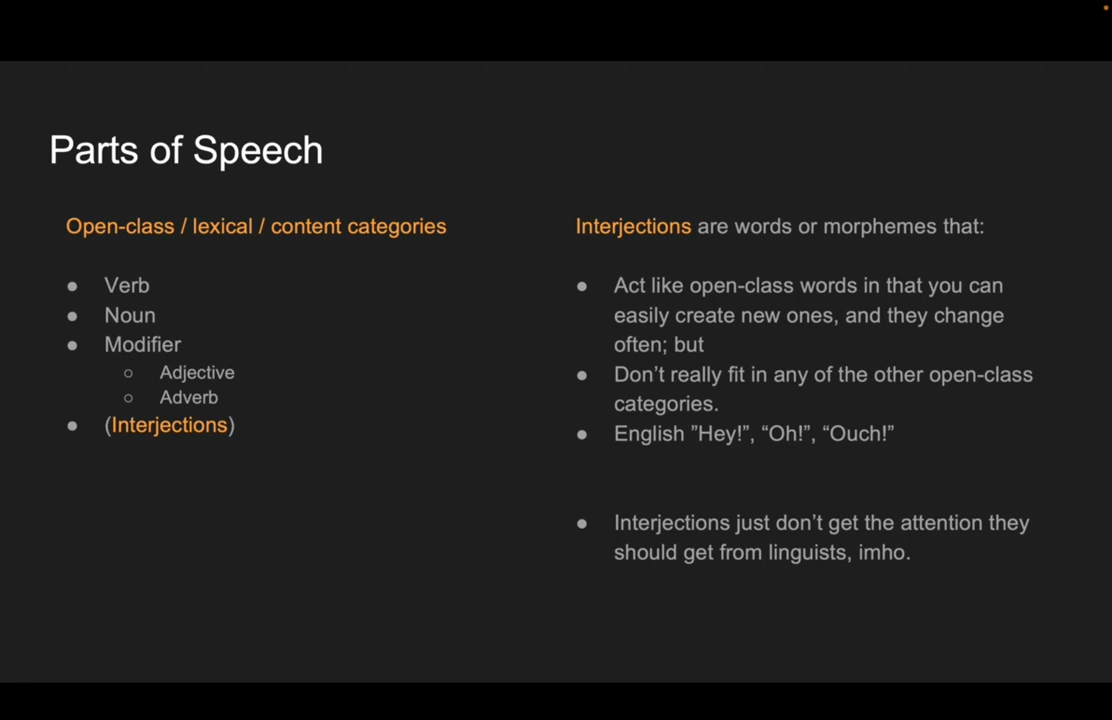 Parts of Speech
Open-class / lexical / content categories
● Verb
● Noun
● Modifier
○ Adjective
○ Adverb
● (Interjections)
Interjections are words or morphemes that:
● Act like open-class words in that you can
easily create new ones, and they change
often; but
● Don’t really fit in any of the other open-class
categories.
● English ”Hey!”, “Oh!”, “Ouch!”
● Interjections just don’t get the attention they
should get from linguists, imho.